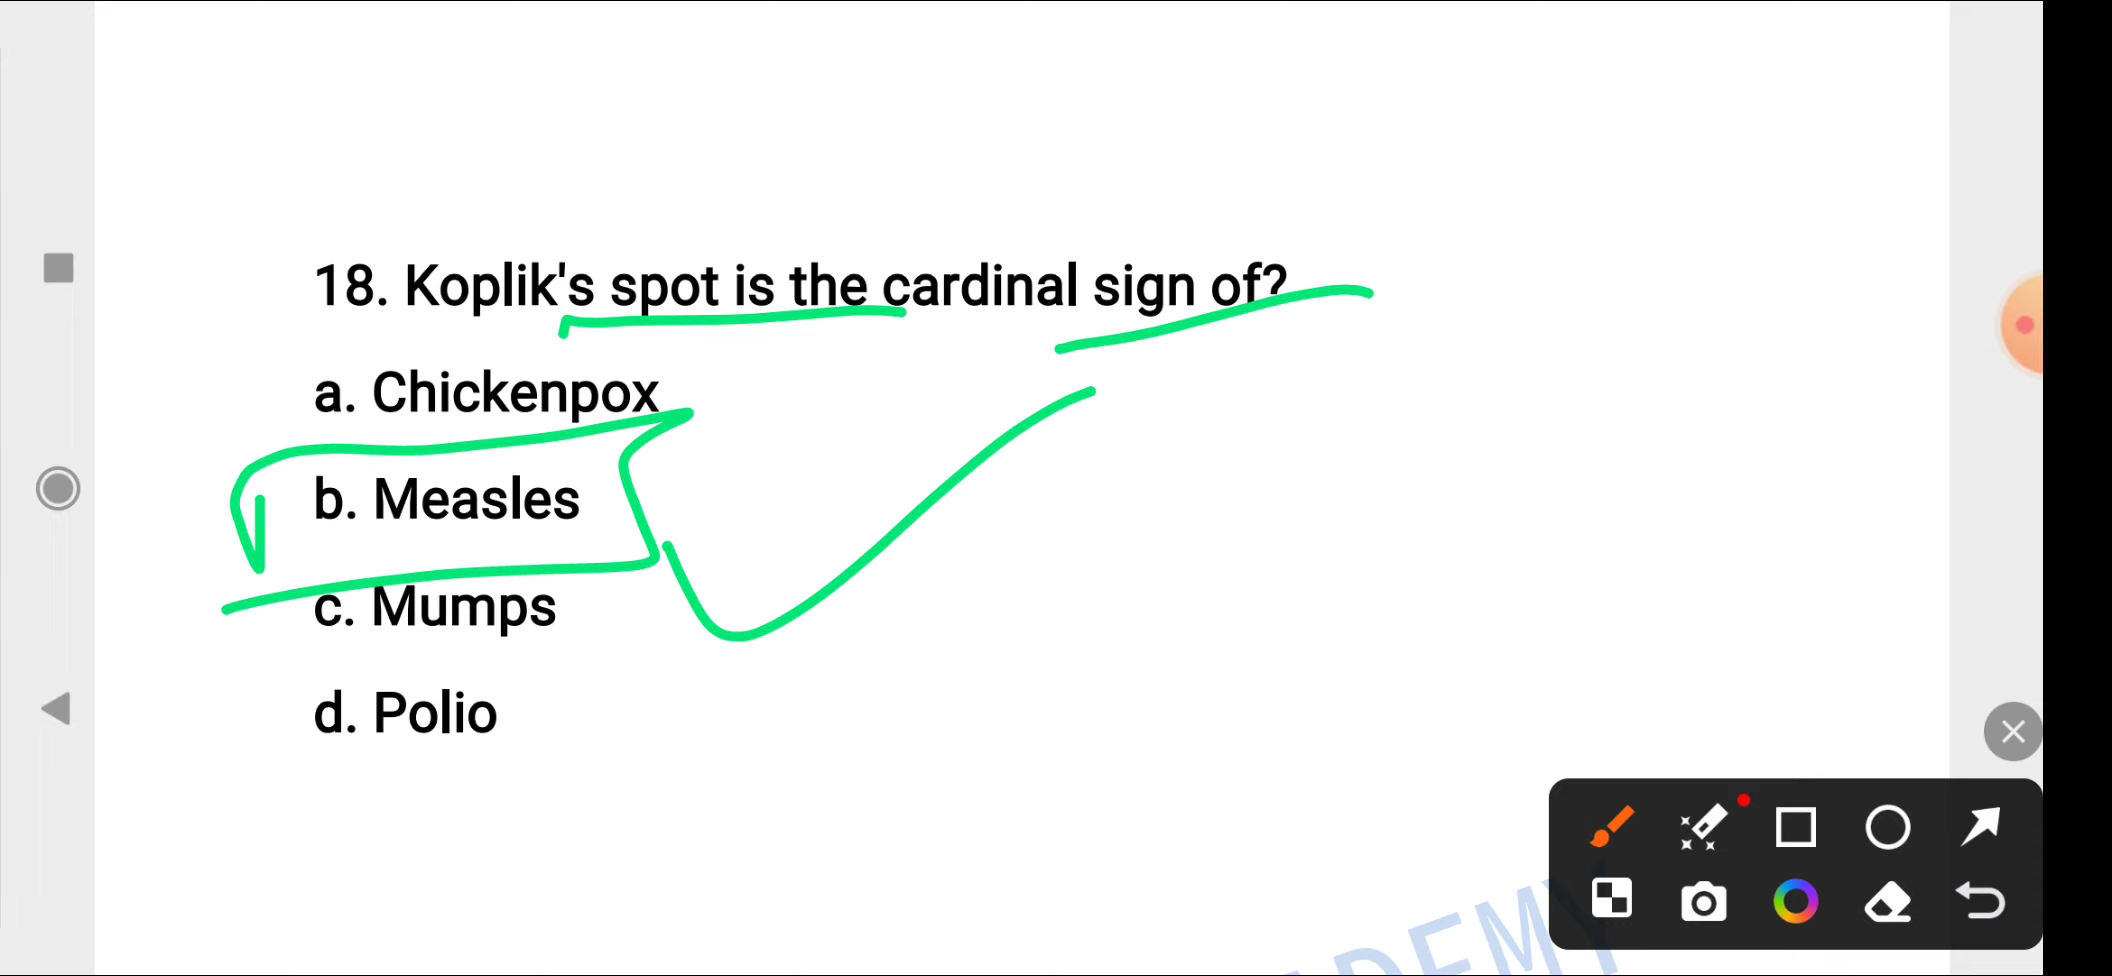 18. Koplik's spot is the cardinal sign of?
a. Chickenpox
b. Measles
c. Mumps
d. Polio